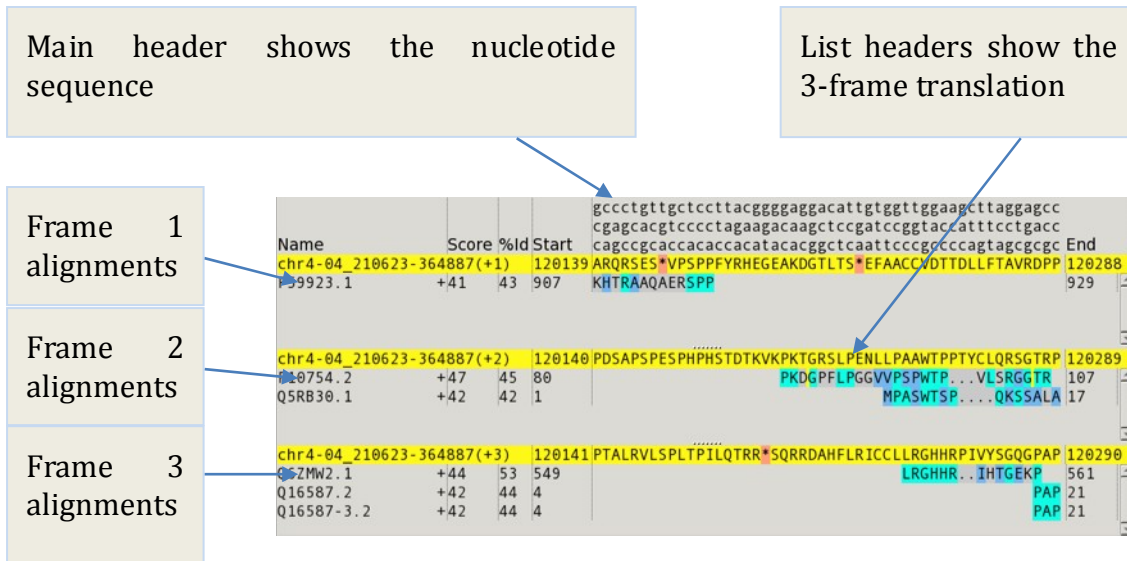 Main header shows the nucleotide
sequence
List headers show the
3-frame translation
Frame 1
alignments
Frame 2
alignments
Frame 3
alignments
gccctgttgctccttacggggaggacattgtggttggaagcttaggagcc
cgagcacgtcccctagaagacaagctccgatccggtaccatttcctgacc
Name Score %Id Start cagccgcaccacaccacatacacggctcaattcccgccccagtagcgcgc End
chr4-04_210623-364887(+1) 120139 ARQRSES*VPSPPFYRHEGEAKDGTLTS*EFAACCVDTTDLLFTAVRDPP 120288
+41 43 907 KHTRAAQAERSPP 929
chr4-04_210623-364887(+2) 120140 PDSAPSPESPHPHSTDTKVKPKTGRSLPENLLPAAWTPPTYCLQRSGTRP 120289
+47 45 80 PKDGPFLPGGVVPSPWTP...VLSRGGTR 107
Q5RB30.1 +42 42 1 MPASWTSP....QKSSALA 17
chr4-04_210623-364887(+3) 120141 PTALRVLSPLTPILQTRR*SQRRDAHFLRICCLLRGHHRPIVYSGQGPAP 120290
Q6ZMW2.1 +44 53 549 LRGHHR..IHTGEKP 561
Q16587.2 +42 44 4 PAP 21
Q16587-3.2 +42 44 4 PAP 21